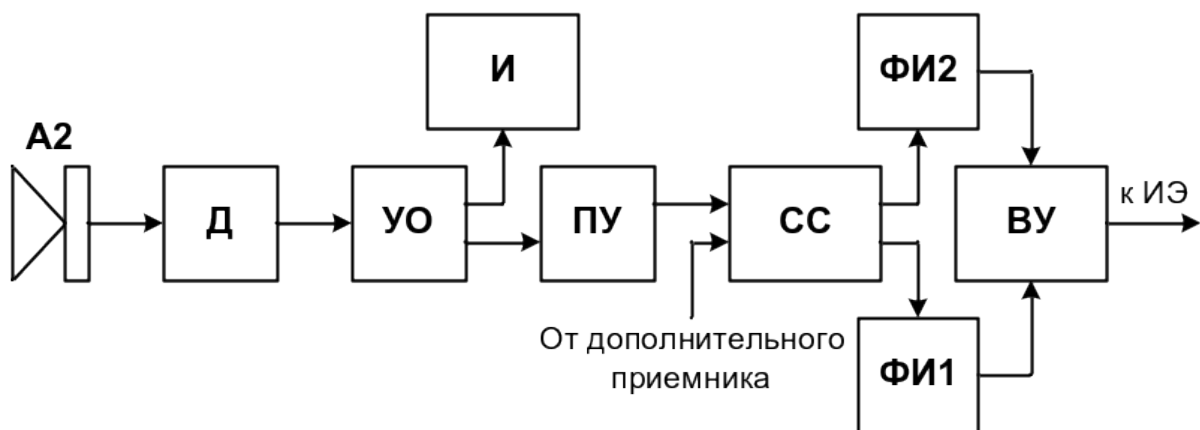 И
ФИ2
А2
Д
УО
ПУ
СС
ВУ
к ИЭ
От дополнительного
приемника
ФИ1